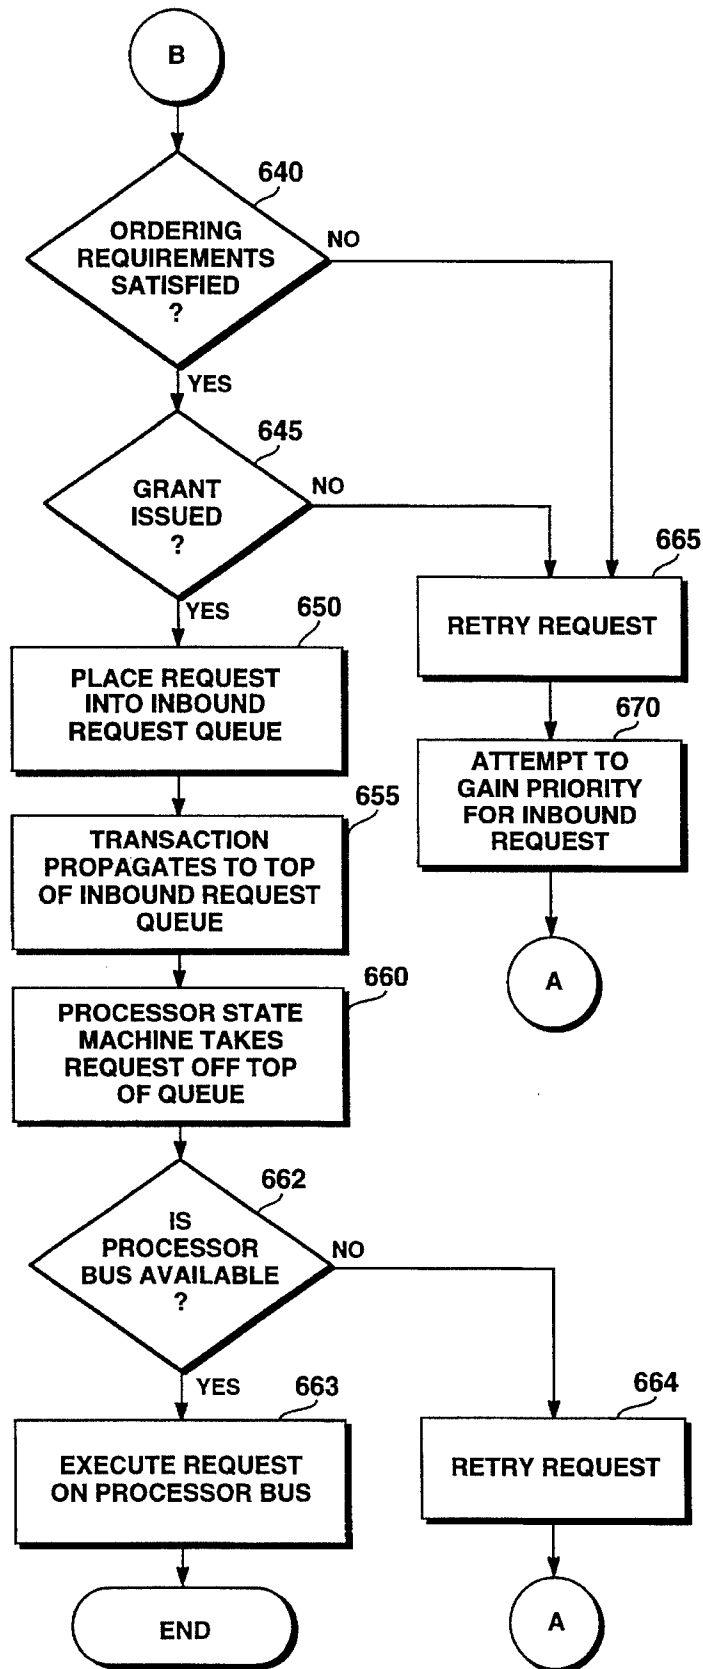 B
640
ORDERING
REQUIREMENTS
SATISFIED
?
NO
YES
645
GRANT
ISSUED
?
NO
YES
665
RETRY REQUEST
650
PLACE REQUEST
INTO INBOUND
REQUEST QUEUE
670
ATTEMPT TO
GAIN PRIORITY
FOR INBOUND
REQUEST
655
TRANSACTION
PROPAGATES TO TOP
OF INBOUND REQUEST
QUEUE
A
660
PROCESSOR STATE
MACHINE TAKES
REQUEST OFF TOP
OF QUEUE
662
IS
PROCESSOR
BUS AVAILABLE
?
NO
YES
663
EXECUTE REQUEST
ON PROCESSOR BUS
664
RETRY REQUEST
END
A